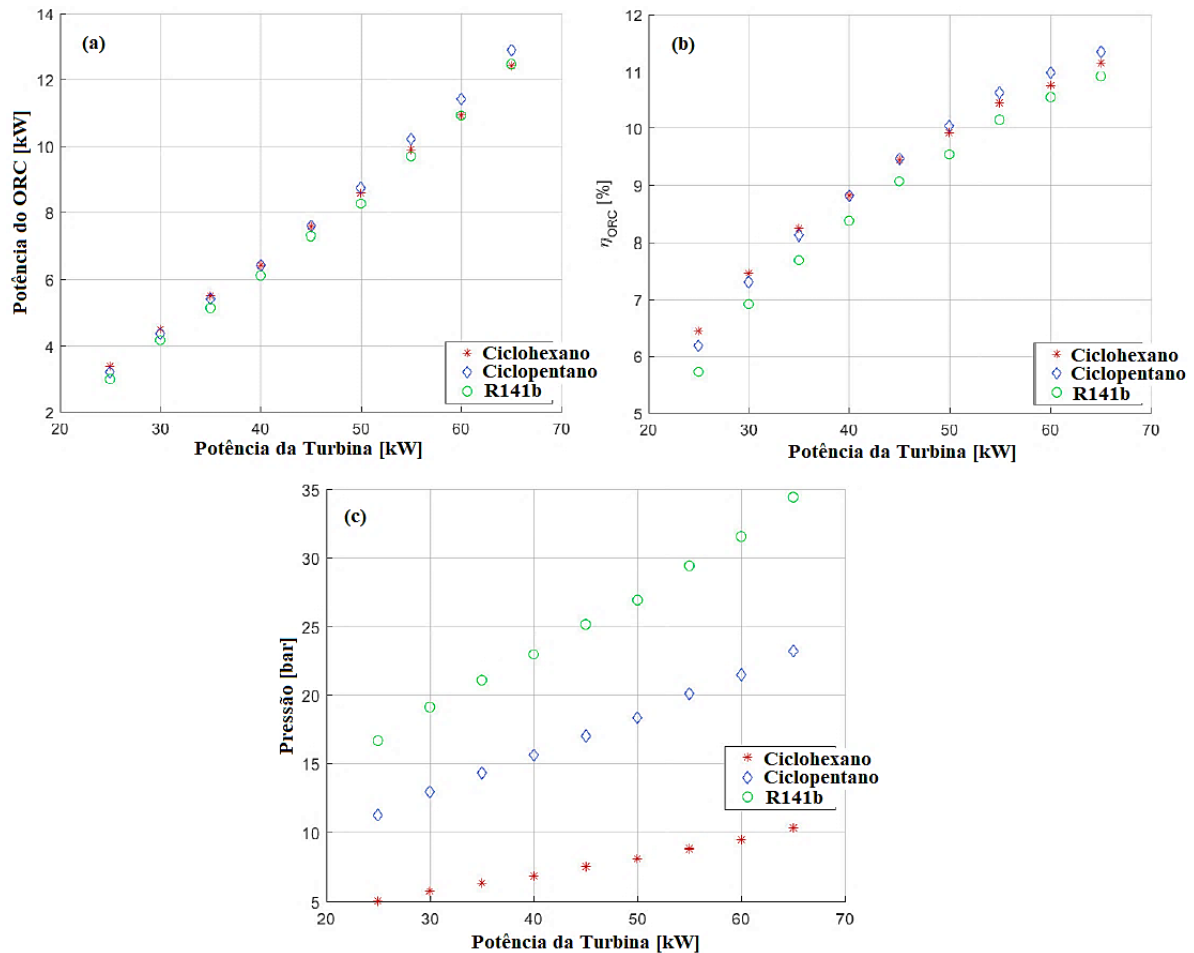 (a)
Potência do ORC [kW]
14
12
10
8
6
4
2
20 30 40 50 60 70
Potência da Turbina [kW]
Ciclohexano
Ciclopentano
R141b
(b)
ηORC [%]
12
11
10
9
8
7
6
5
20 30 40 50 60 70
Potência da Turbina [kW]
Ciclohexano
Ciclopentano
R141b
(c)
Pressão [bar]
35
30
25
20
15
10
5
20 30 40 50 60 70
Potência da Turbina [kW]
Ciclohexano
Ciclopentano
R141b